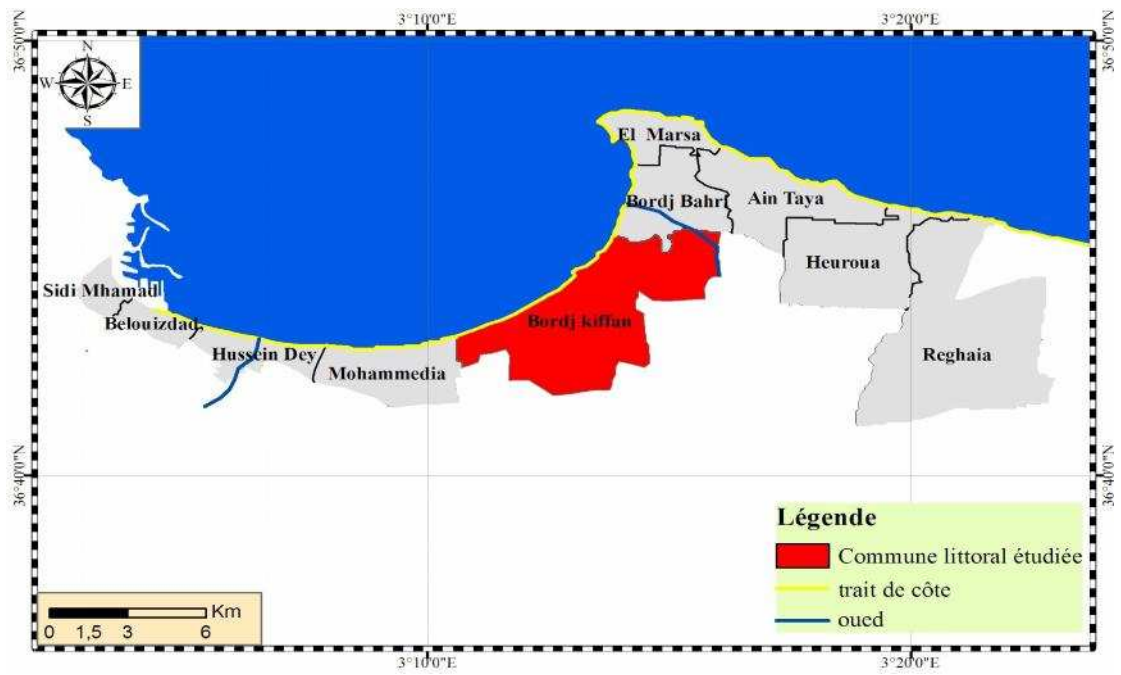 3°10'0"E 3°20'0"E
36°50'0"N 36°50'0"N
N
W E
S
El Marsa
Bordj Bahri
Ain Taya
Heuroua
Sidi Mhamad
Belouizdad
Hussein Dey
Mohammedia
Bordj kiffan
Reghaia
36°40'0"N 36°40'0"N
Légende
Commune littoral étudiée
trait de côte
oued
Km
0 1,5 3 6
3°10'0"E 3°20'0"E